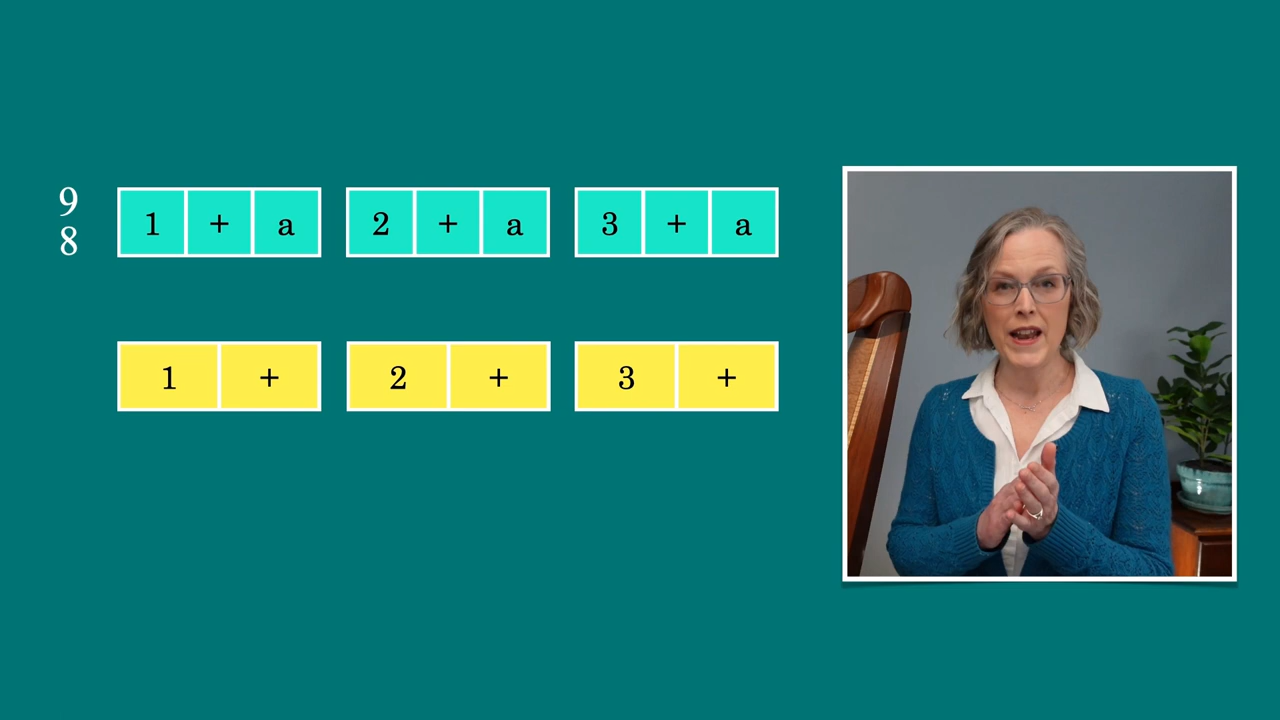 9
8
1 + a 2 + a 3 + a
1 + 2 + 3 +